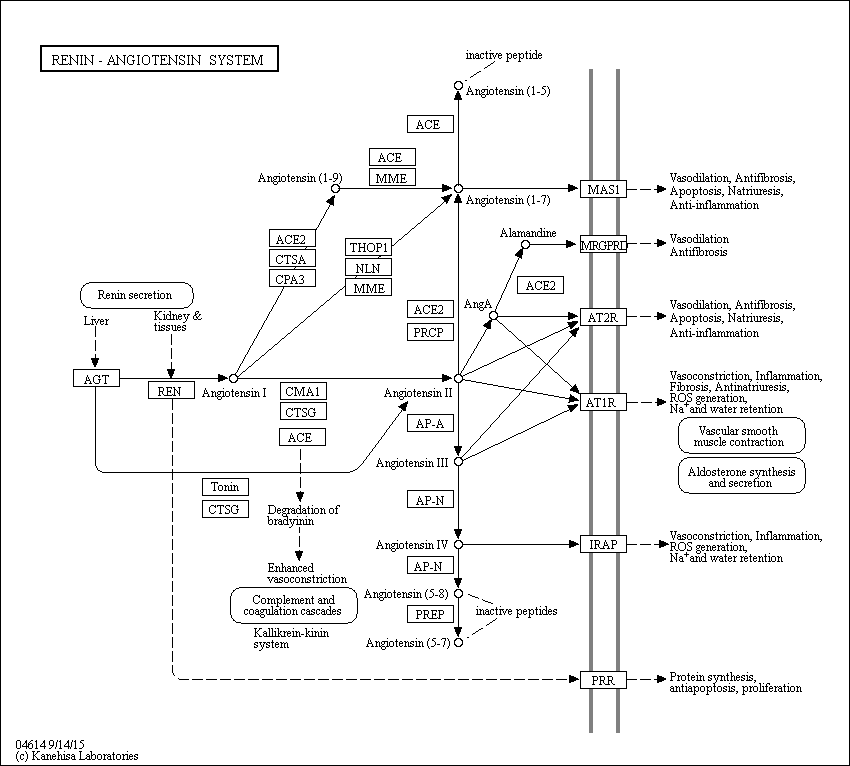 RENIN - ANGIOTENSIN SYSTEM
inactive peptide
Angiotensin (1-5)
ACE
ACE
MME
Angiotensin (1-9)
Angiotensin (1-7)
MAS1
Vasodilation, Antifibrosis,
Apoptosis, Natriuresis,
Anti-inflammation
Alamandine
MRGPRD
Vasodilation
Antifibrosis
ACE2
CTSA
CPA3
THOP1
NLN
MME
ACE2
AngA
ACE2
PRCP
AT2R
Vasodilation, Antifibrosis,
Apoptosis, Natriuresis,
Anti-inflammation
Renin secretion
Liver
Kidney &
tissues
AGT
REN
Angiotensin I
CMA1
CTSG
ACE
Angiotensin II
AP-A
AT1R
Vasoconstriction, Inflammation,
Fibrosis, Antinatriuresis,
ROS generation,
Na+ and water retention
Vascular smooth
muscle contraction
Aldosterone synthesis
and secretion
Angiotensin III
Tonin
CTSG
AP-N
Degradation of
bradyinin
Angiotensin IV
IRAP
Vasoconstriction, Inflammation,
ROS generation,
Na+ and water retention
Enhanced
vasoconstriction
AP-N
Angiotensin (5-8)
Complement and
coagulation cascades
PREP
inactive peptides
Kallikrein-kinin
system
Angiotensin (5-7)
PRR
Protein synthesis,
antiapoptosis, proliferation
04614 9/14/15
(c) Kanehisa Laboratories